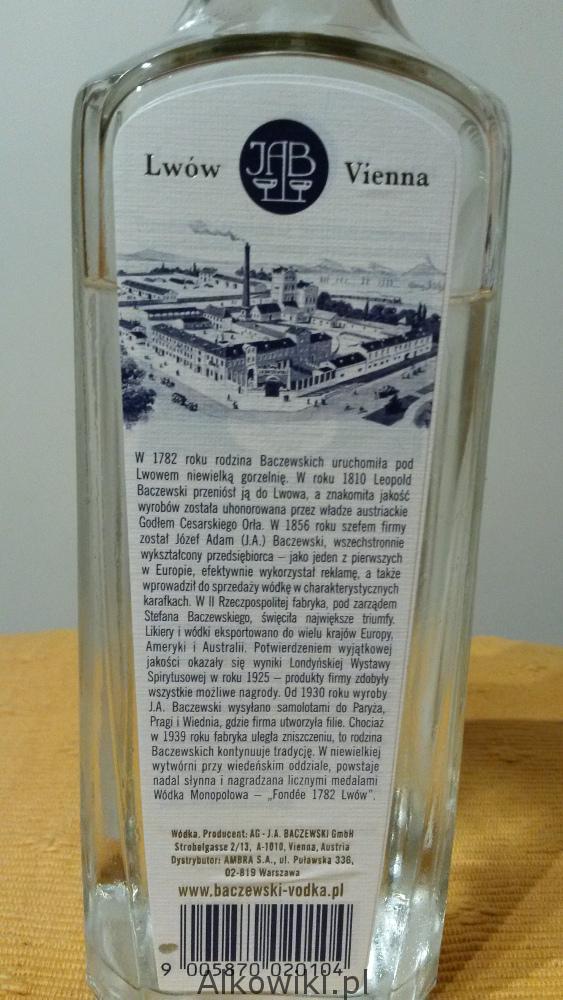 Lwów JAB Vienna
W 1782 roku rodzina Baczewskich uruchomiła pod
Lwowem niewielką gorzelnię. W roku 1810 Leopold
Baczewski przeniósł ją do Lwowa, a znakomita jakość
wyrobów została uhonorowana przez władze austriackie
Godłem Cesarskiego Orła. W 1856 roku szefem firmy
został Józef Adam (J.A.) Baczewski, wszechstronnie
wykształcony przedsiębiorca – jako jeden z pierwszych
w Europie, efektywnie wykorzystał reklamę, a także
wprowadził do sprzedaży wódkę w charakterystycznych
karafkach. W II Rzeczpospolitej fabryka, pod zarządem
Stefana Baczewskiego, święciła największe triumfy.
Likiery i wódki eksportowano do wielu krajów Europy,
Ameryki i Australii. Potwierdzeniem wyjątkowej
jakości okazały się wyniki Londyńskiej Wystawy
Spirytusowej w roku 1925 – produkty firmy zdobyły
wszystkie możliwe nagrody. Od 1930 roku wyroby
J.A. Baczewski wysyłano samolotami do Paryża,
Pragi i Wiednia, gdzie firma utworzyła filie. Chociaż
w 1939 roku fabryka uległa zniszczeniu, to rodzina
Baczewskich kontynuuje tradycję. W niewielkiej
wytwórni przy wiedeńskim oddziale, powstaje
nadal słynna i nagradzana licznymi medalami
Wódka Monopolowa – „Fondée 1782 Lwów”.
Wódka, Producent: AG - J.A. BACZEWSKI GmbH
Strobelgasse 2/13, A-1010, Vienna, Austria
Dystrybutor: AMBRA S.A., ul. Puławska 336,
02-819 Warszawa
www.baczewski-vodka.pl
9 005870 020104
Alkowiki.pl